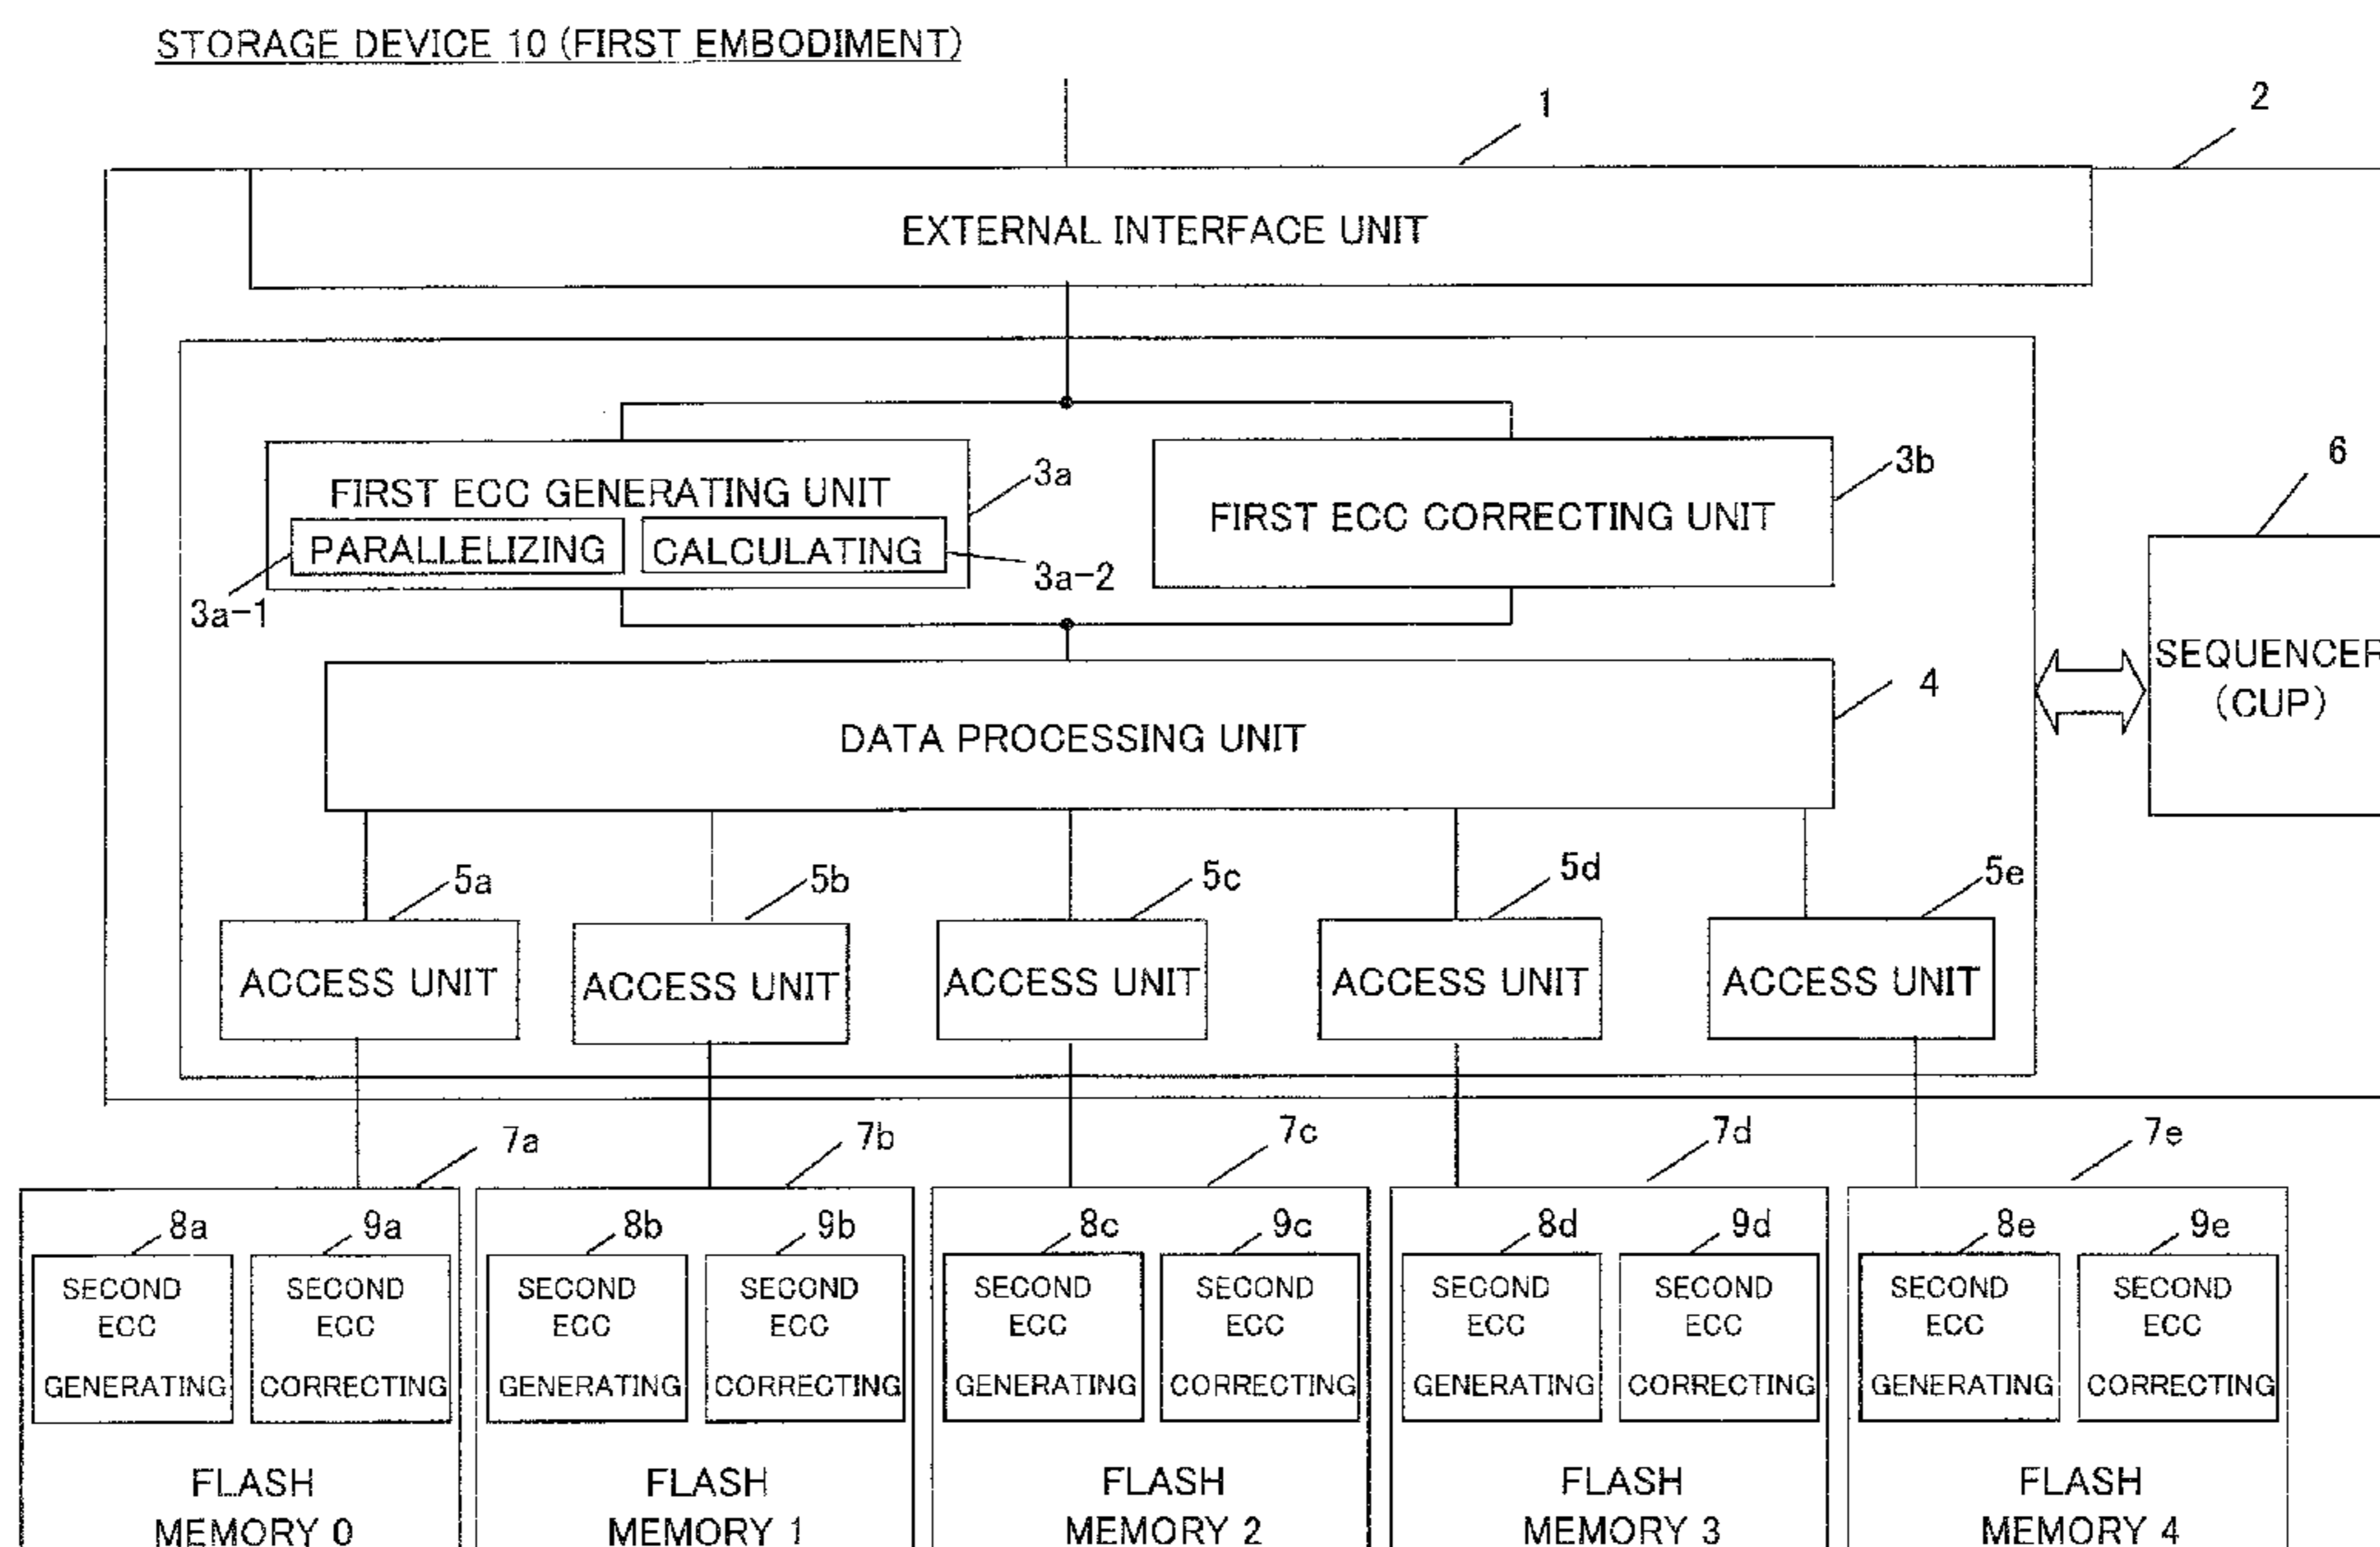 STORAGE DEVICE 10 (FIRST EMBODIMENT)
1
2
EXTERNAL INTERFACE UNIT
FIRST ECC GENERATING UNIT
PARALLELIZING
CALCULATING
3a
3a-1
3a-2
FIRST ECC CORRECTING UNIT
3b
6
SEQUENCER
(CUP)
DATA PROCESSING UNIT
4
5a
5b
5c
5d
5e
ACCESS UNIT
ACCESS UNIT
ACCESS UNIT
ACCESS UNIT
ACCESS UNIT
7a
7b
7c
7d
7e
8a
9a
8b
9b
8c
9c
8d
9d
8e
9e
SECOND
ECC
GENERATING
SECOND
ECC
CORRECTING
SECOND
ECC
GENERATING
SECOND
ECC
CORRECTING
SECOND
ECC
GENERATING
SECOND
ECC
CORRECTING
SECOND
ECC
GENERATING
SECOND
ECC
CORRECTING
SECOND
ECC
GENERATING
SECOND
ECC
CORRECTING
FLASH
MEMORY 0
FLASH
MEMORY 1
FLASH
MEMORY 2
FLASH
MEMORY 3
FLASH
MEMORY 4